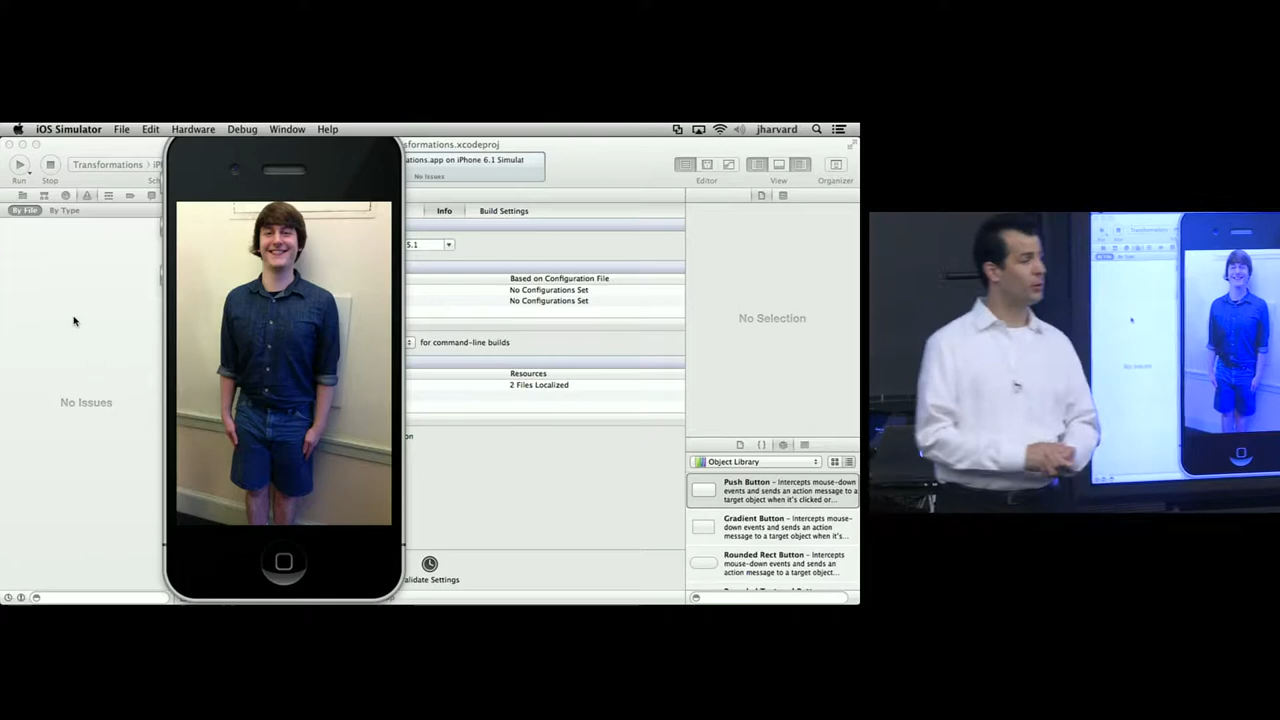 iOS Simulator File Edit Hardware Debug Window Help jharvard
sformations.xcodeproj
Transformations
ations.app on iPhone 6.1 Simulat
No Issues
Run Stop Editor View Organizer
By File By Type
Info Build Settings
5.1
Based on Configuration File
No Configurations Set
No Configurations Set
for command-line builds
Resources
2 Files Localized
on
No Issues
alidate Settings
No Selection
Object Library
Push Button – Intercepts mouse-down
events and sends an action message to a
target object when it's clicked or...
Gradient Button – Intercepts mouse-
down events and sends an action
message to a target object when it's...
Rounded Rect Button – Intercepts
mouse-down events and sends an
action message to a target object...
No Issues